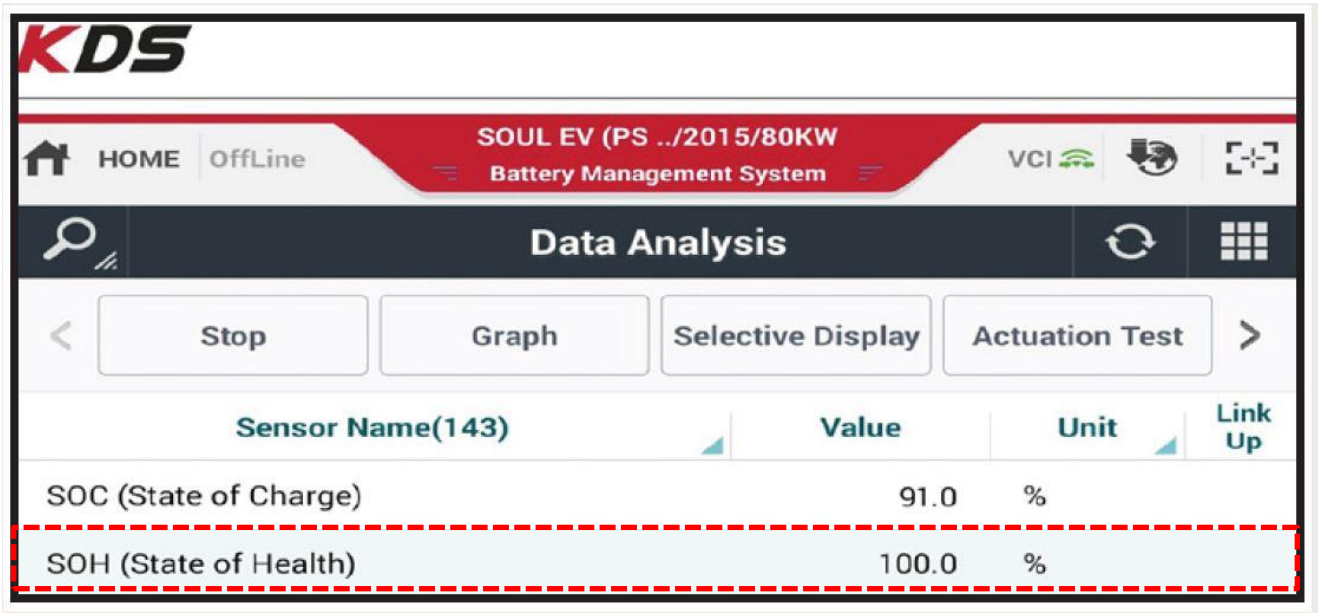 KDS
HOME OffLine
SOUL EV (PS ../2015/80KW
Battery Management System
VCI
Data Analysis
< Stop Graph Selective Display Actuation Test >
Sensor Name(143) Value Unit Link Up
SOC (State of Charge) 91.0 %
SOH (State of Health) 100.0 %